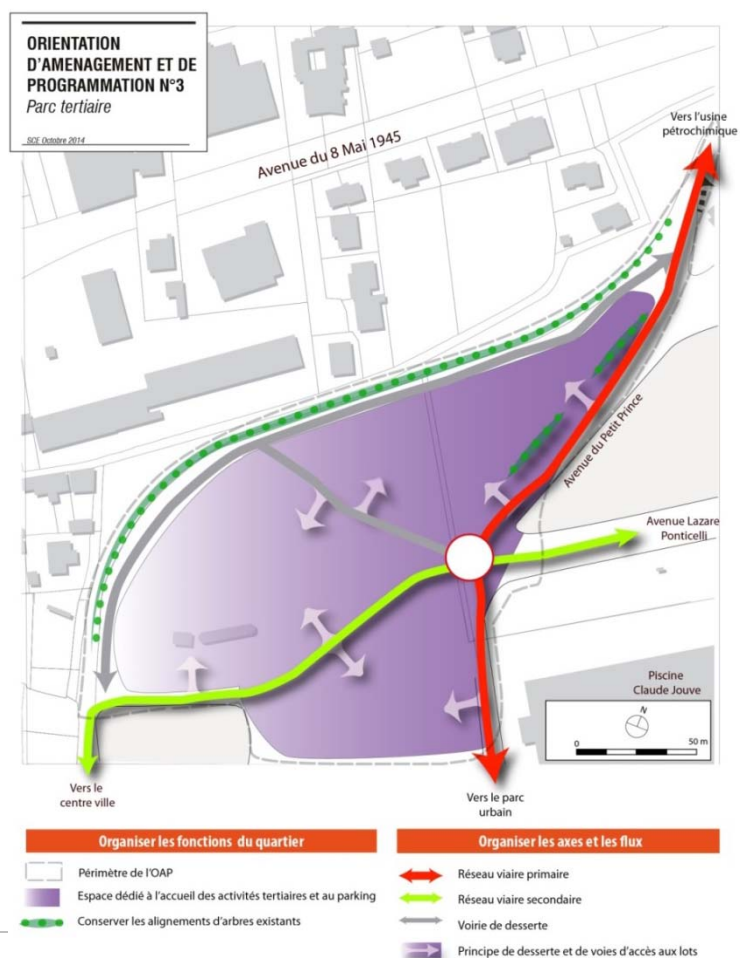 ORIENTATION
D'AMENAGEMENT ET DE
PROGRAMMATION N°3
Parc tertiaire
SCE Octobre 2014
Avenue du 8 Mai 1945
Vers l'usine
pétrochimique
Avenue du Petit Prince
Avenue Lazare
Ponticelli
Piscine
Claude Jouve
N
0 50 m
Vers le
centre ville
Vers le parc
urbain
Organiser les fonctions du quartier
Périmètre de l'OAP
Espace dédié à l'accueil des activités tertiaires et au parking
Conserver les alignements d'arbres existants
Organiser les axes et les flux
Réseau viaire primaire
Réseau viaire secondaire
Voirie de desserte
Principe de desserte et de voies d'accès aux lots